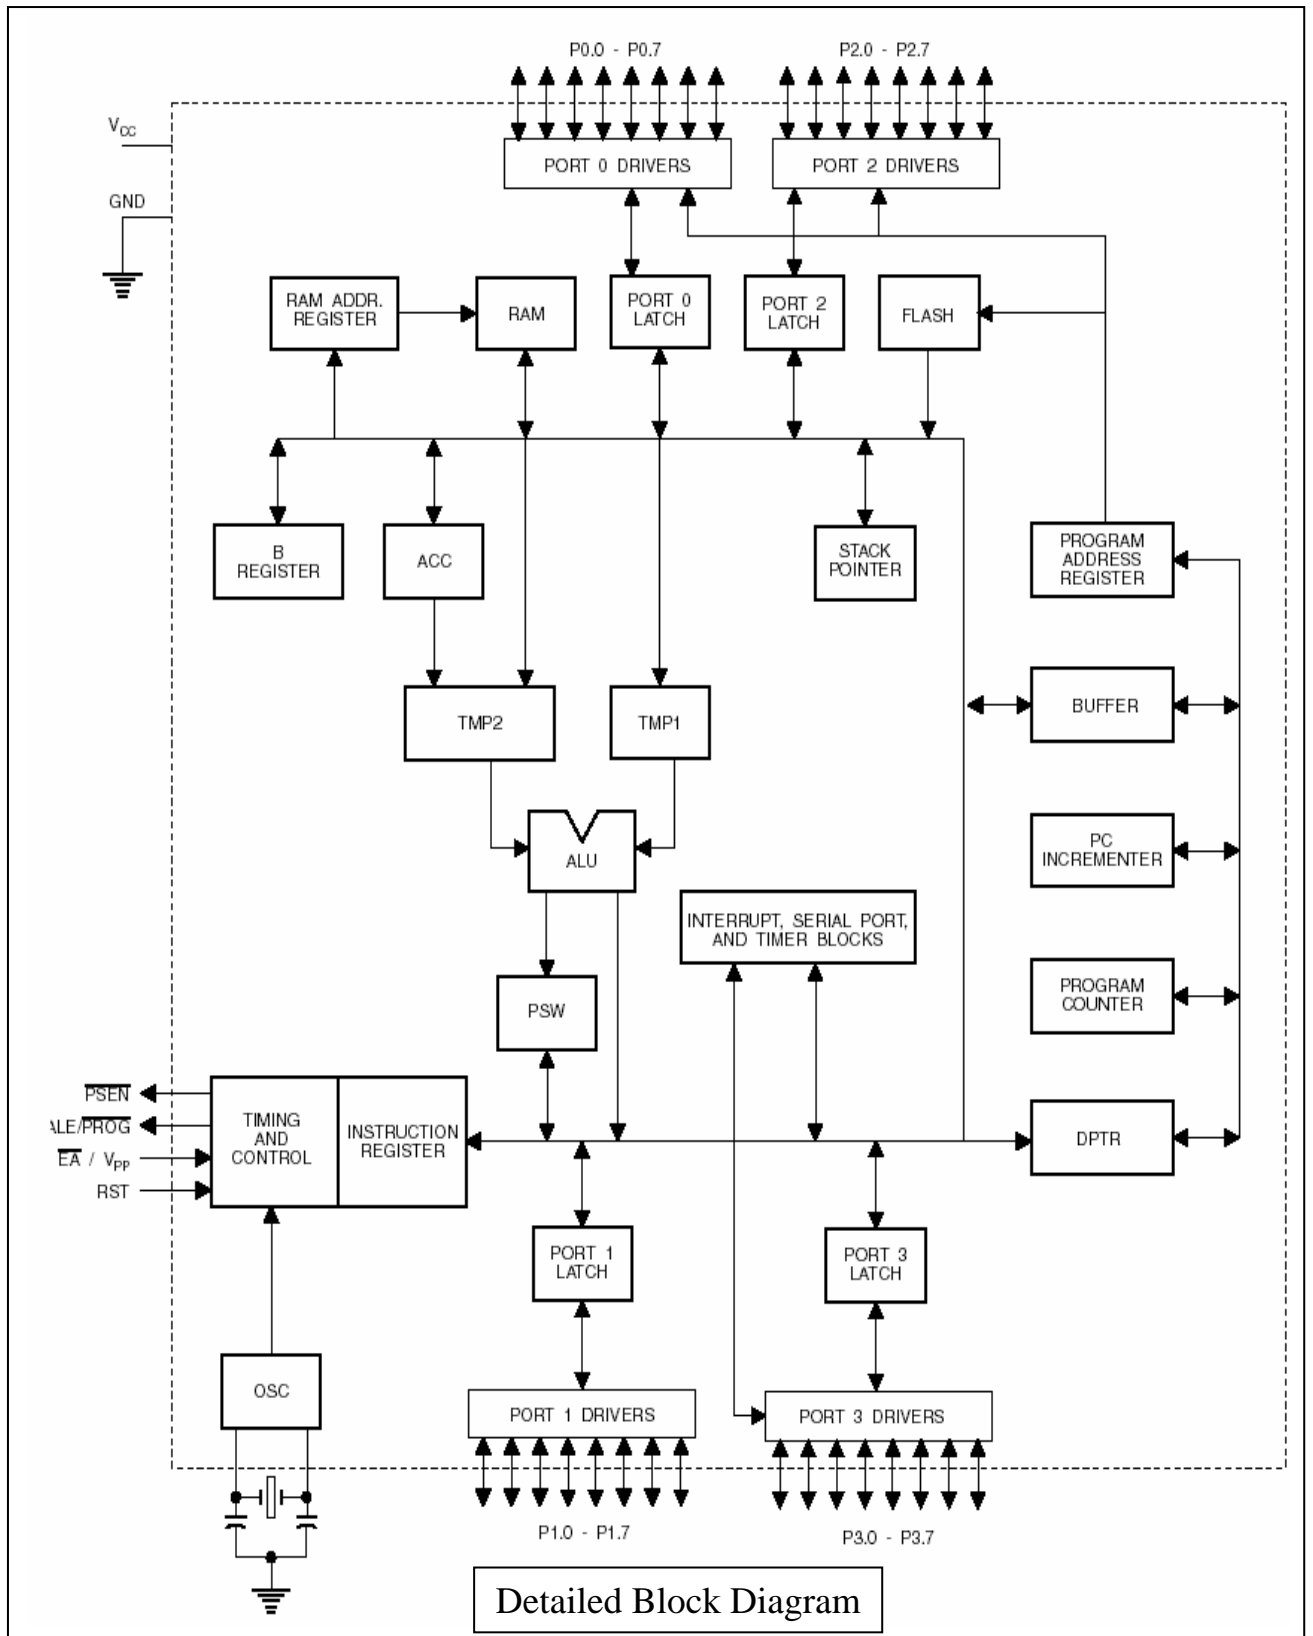 P0.0 - P0.7
P2.0 - P2.7
VCC
GND
PORT 0 DRIVERS
PORT 2 DRIVERS
RAM ADDR.
REGISTER
RAM
PORT 0
LATCH
PORT 2
LATCH
FLASH
B
REGISTER
ACC
STACK
POINTER
PROGRAM
ADDRESS
REGISTER
TMP2
TMP1
BUFFER
ALU
PC
INCREMENTER
INTERRUPT, SERIAL PORT,
AND TIMER BLOCKS
PSW
PROGRAM
COUNTER
PSEN
ALE/PROG
EA / VPP
RST
TIMING
AND
CONTROL
INSTRUCTION
REGISTER
DPTR
PORT 1
LATCH
PORT 3
LATCH
OSC
PORT 1 DRIVERS
PORT 3 DRIVERS
P1.0 - P1.7
P3.0 - P3.7
Detailed Block Diagram